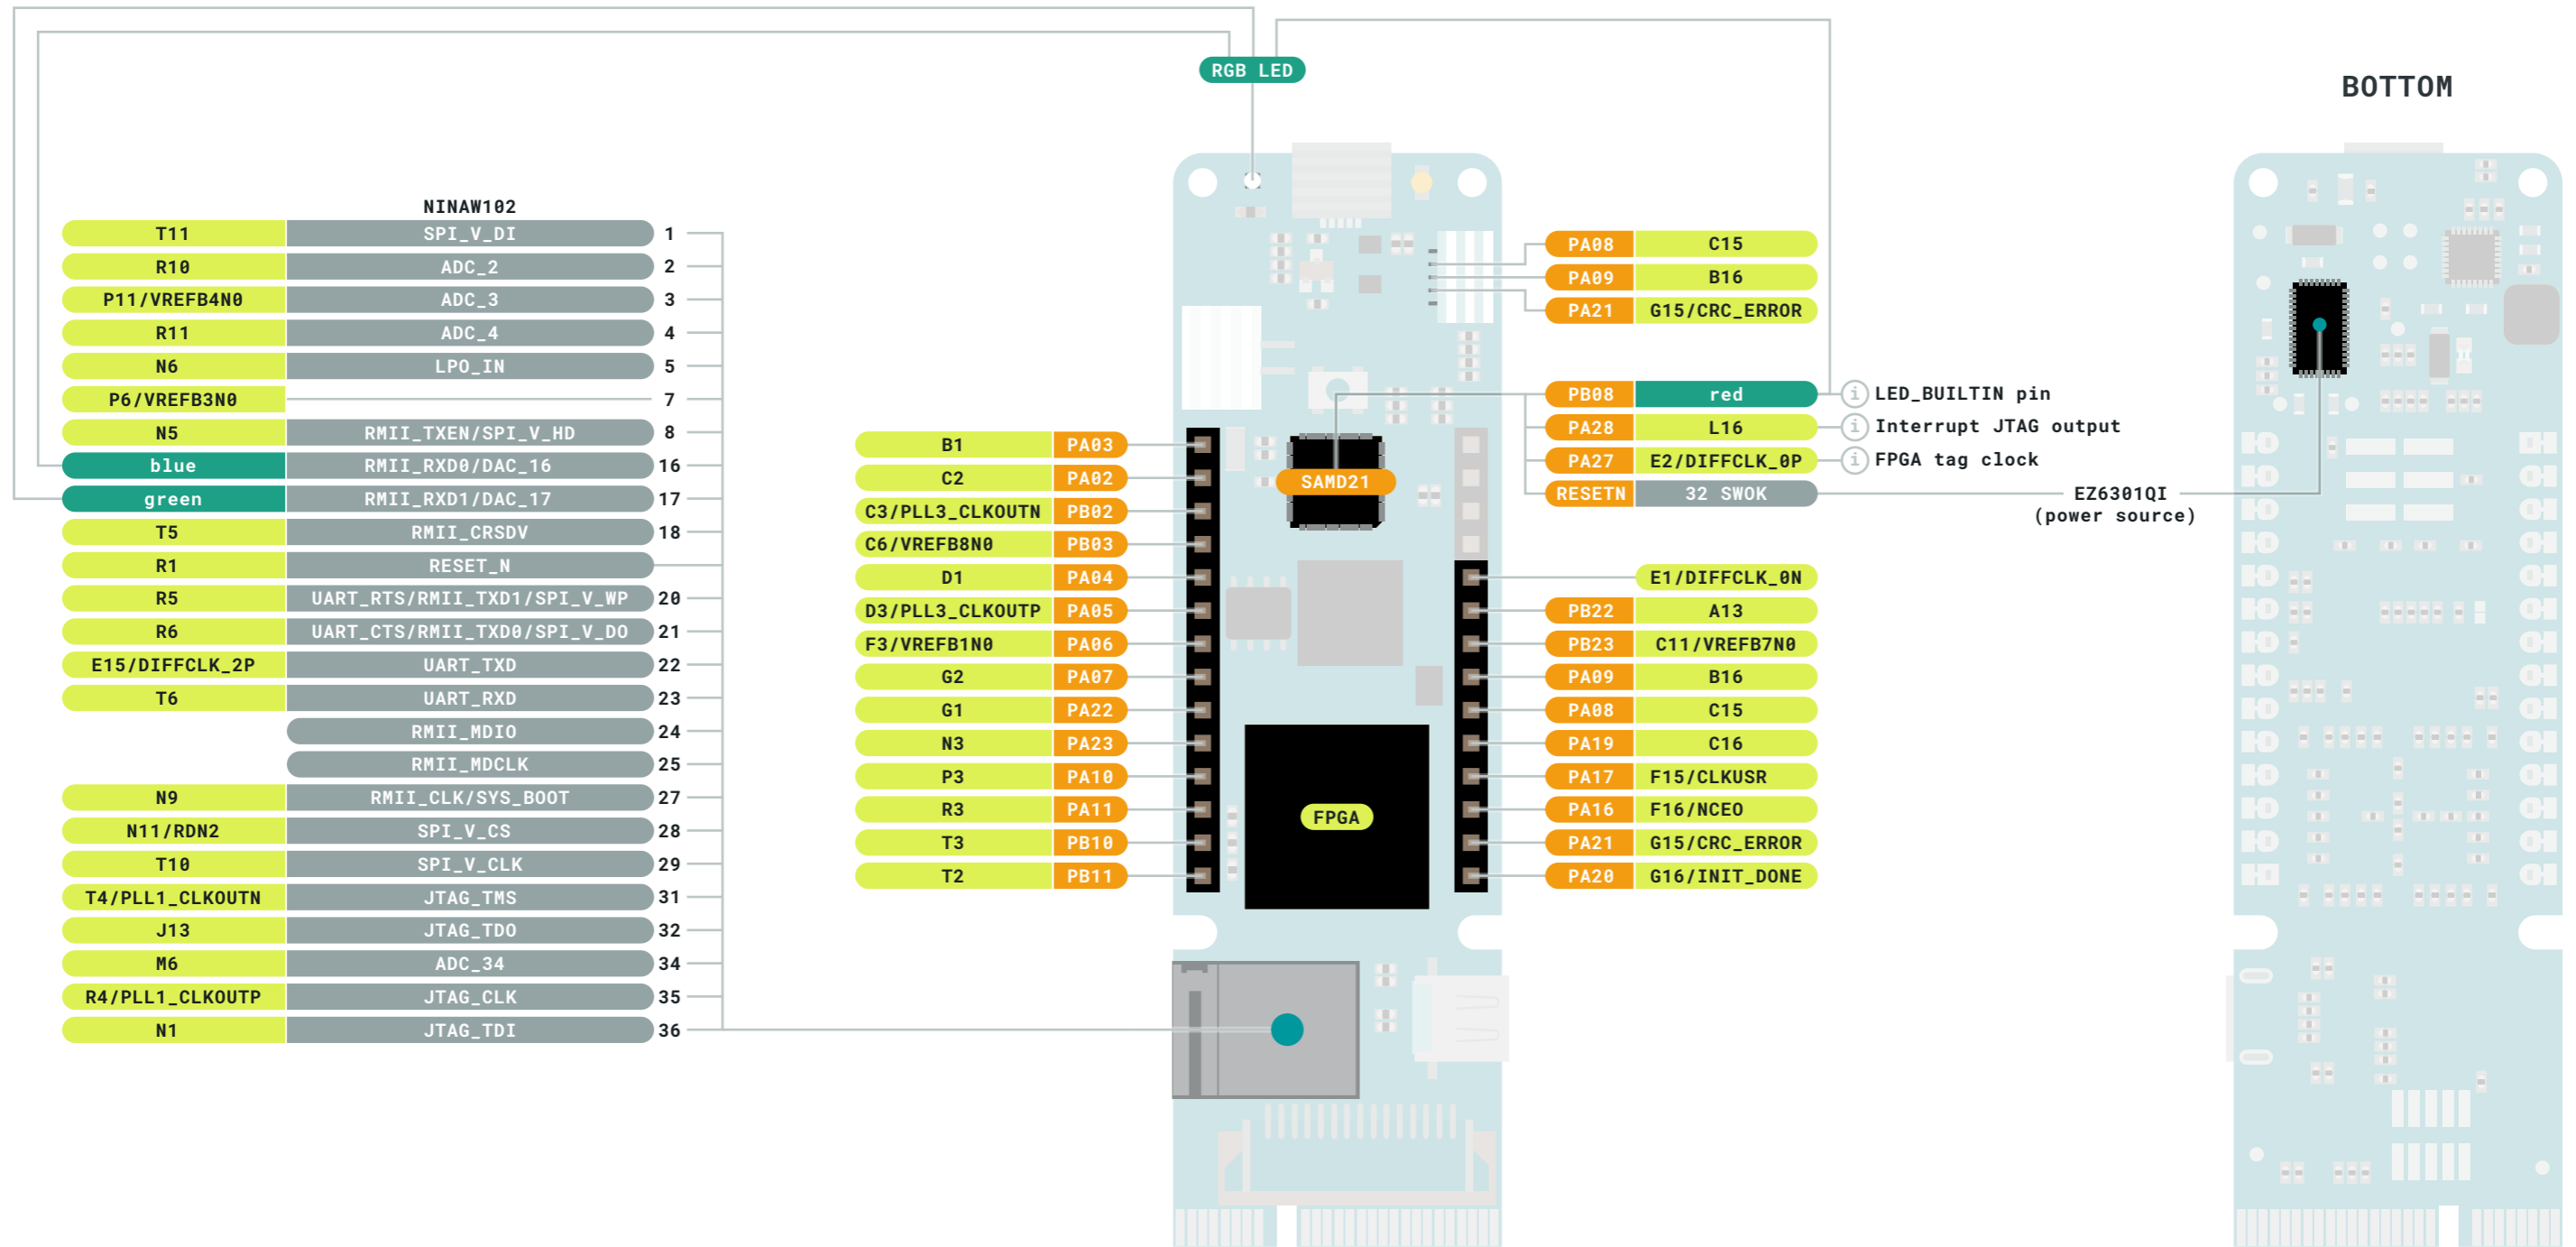 RGB LED
BOTTOM
NINAW102
T11 SPI_V_DI 1
R10 ADC_2 2
P11/VREFB4N0 ADC_3 3
R11 ADC_4 4
N6 LPO_IN 5
P6/VREFB3N0 7
N5 RMII_TXEN/SPI_V_HD 8
blue RMII_RXD0/DAC_16 16
green RMII_RXD1/DAC_17 17
T5 RMII_CRSDV 18
R1 RESET_N
R5 UART_RTS/RMII_TXD1/SPI_V_WP 20
R6 UART_CTS/RMII_TXD0/SPI_V_DO 21
E15/DIFFCLK_2P UART_TXD 22
T6 UART_RXD 23
RMII_MDIO 24
RMII_MDCLK 25
N9 RMII_CLK/SYS_BOOT 27
N11/RDN2 SPI_V_CS 28
T10 SPI_V_CLK 29
T4/PLL1_CLKOUTN JTAG_TMS 31
J13 JTAG_TDO 32
M6 ADC_34 34
R4/PLL1_CLKOUTP JTAG_CLK 35
N1 JTAG_TDI 36
B1 PA03
C2 PA02
C3/PLL3_CLKOUTN PB02
C6/VREFB8N0 PB03
D1 PA04
D3/PLL3_CLKOUTP PA05
F3/VREFB1N0 PA06
G2 PA07
G1 PA22
N3 PA23
P3 PA10
R3 PA11
T3 PB10
T2 PB11
SAMD21
FPGA
PA08 C15
PA09 B16
PA21 G15/CRC_ERROR
PB08 red i LED_BUILTIN pin
PA28 L16 i Interrupt JTAG output
PA27 E2/DIFFCLK_0P i FPGA tag clock
RESETN 32 SWOK EZ6301QI
(power source)
E1/DIFFCLK_0N
PB22 A13
PB23 C11/VREFB7N0
PA09 B16
PA08 C15
PA19 C16
PA17 F15/CLKUSR
PA16 F16/NCEO
PA21 G15/CRC_ERROR
PA20 G16/INIT_DONE